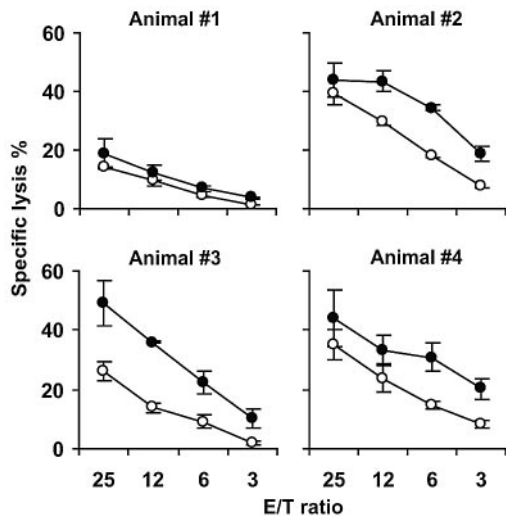 Animal #1 Animal #2
60
40
20
0
Specific lysis %
Animal #3 Animal #4
60
40
20
0
25 12 6 3 25 12 6 3
E/T ratio